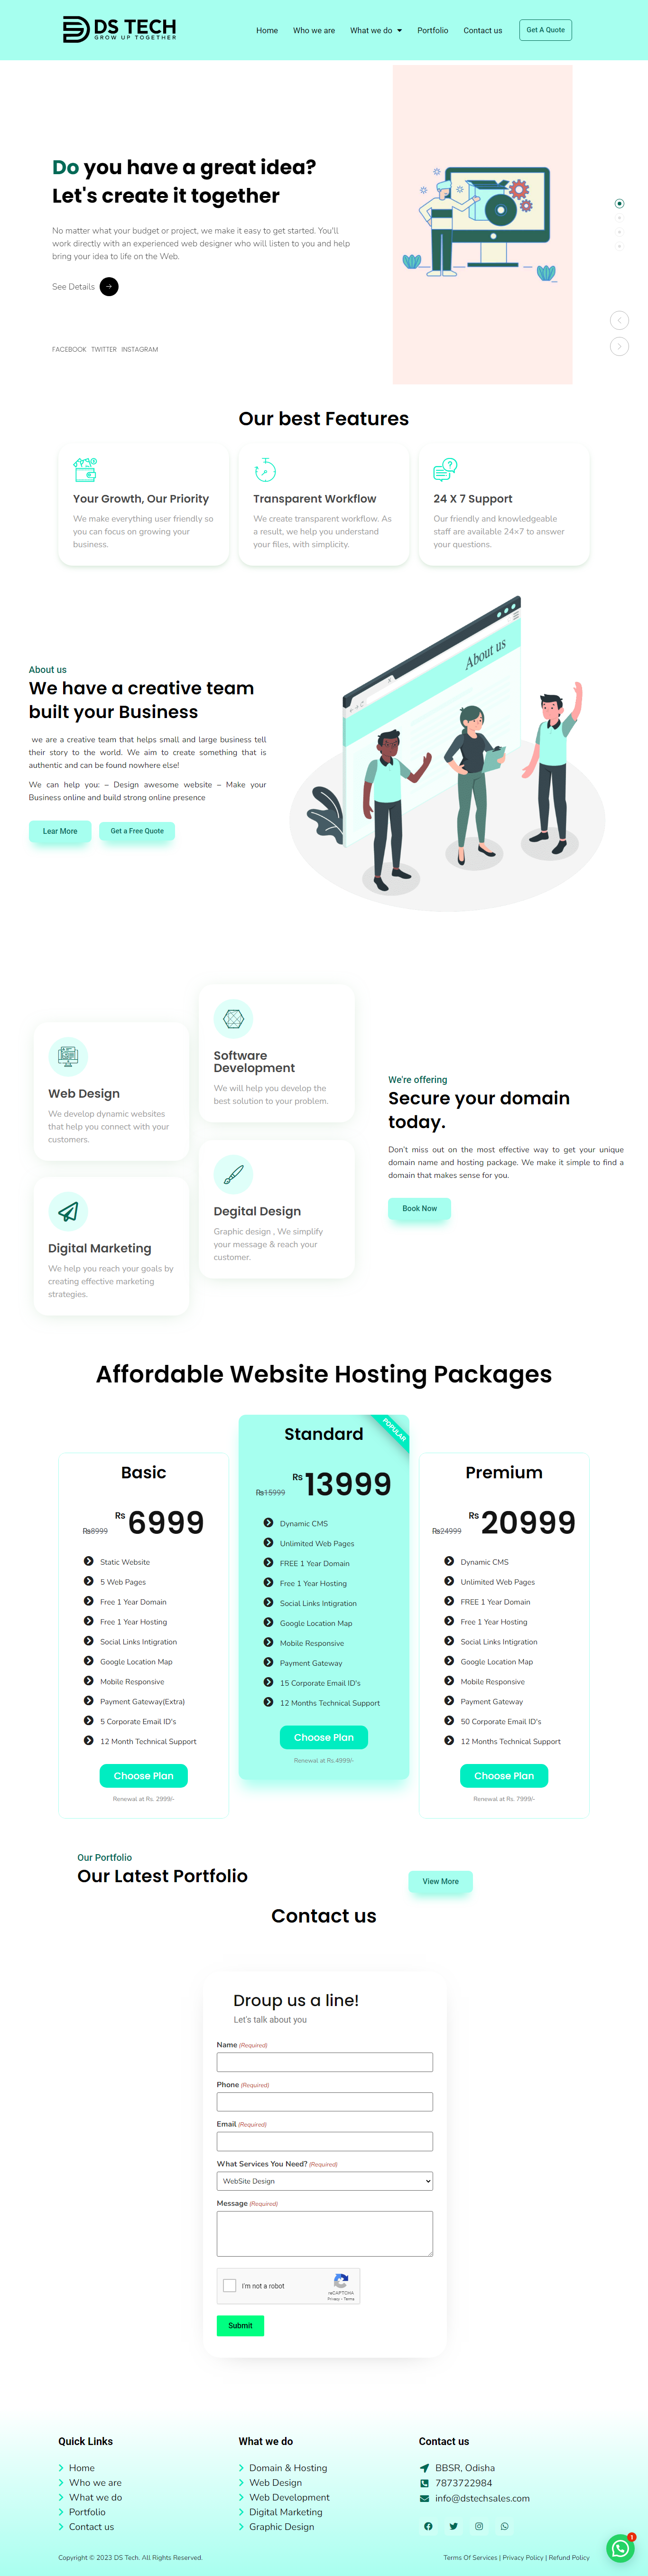 DS TECH
GROW UP TOGETHER
Home
Who we are
What we do
Portfolio
Contact us
Get A Quote
Do you have a great idea?
Let's create it together
No matter what your budget or project, we make it easy to get started. You'll
work directly with an experienced web designer who will listen to you and help
bring your idea to life on the Web.
See Details
FACEBOOK TWITTER INSTAGRAM
Our best Features
Your Growth, Our Priority
We make everything user friendly so
you can focus on growing your
business.
Transparent Workflow
We create transparent workflow. As
a result, we help you understand
your files, with simplicity.
24 X 7 Support
Our friendly and knowledgeable
staff are available 24×7 to answer
your questions.
About us
About us
We have a creative team
built your Business
we are a creative team that helps small and large business tell
their story to the world. We aim to create something that is
authentic and can be found nowhere else!
We can help you: – Design awesome website – Make your
Business online and build strong online presence
Lear More
Get a Free Quote
Web Design
We develop dynamic websites
that help you connect with your
customers.
Digital Marketing
We help you reach your goals by
creating effective marketing
strategies.
Software
Development
We will help you develop the
best solution to your problem.
Degital Design
Graphic design , We simplify
your message & reach your
customer.
We're offering
Secure your domain
today.
Don't miss out on the most effective way to get your unique
domain name and hosting package. We make it simple to find a
domain that makes sense for you.
Book Now
Affordable Website Hosting Packages
Basic
₨8999 ₨ 6999
Static Website
5 Web Pages
Free 1 Year Domain
Free 1 Year Hosting
Social Links Intigration
Google Location Map
Mobile Responsive
Payment Gateway(Extra)
5 Corporate Email ID's
12 Month Technical Support
Choose Plan
Renewal at Rs. 2999/-
POPULAR
Standard
₨15999 ₨ 13999
Dynamic CMS
Unlimited Web Pages
FREE 1 Year Domain
Free 1 Year Hosting
Social Links Intigration
Google Location Map
Mobile Responsive
Payment Gateway
15 Corporate Email ID's
12 Months Technical Support
Choose Plan
Renewal at Rs.4999/-
Premium
₨24999 ₨ 20999
Dynamic CMS
Unlimited Web Pages
FREE 1 Year Domain
Free 1 Year Hosting
Social Links Intigration
Google Location Map
Mobile Responsive
Payment Gateway
50 Corporate Email ID's
12 Months Technical Support
Choose Plan
Renewal at Rs. 7999/-
Our Portfolio
Our Latest Portfolio
View More
Contact us
Droup us a line!
Let's talk about you
Name (Required)
Phone (Required)
Email (Required)
What Services You Need? (Required)
WebSite Design
Message (Required)
I'm not a robot
reCAPTCHA
Privacy - Terms
Submit
Quick Links
Home
Who we are
What we do
Portfolio
Contact us
What we do
Domain & Hosting
Web Design
Web Development
Digital Marketing
Graphic Design
Contact us
BBSR, Odisha
7873722984
info@dstechsales.com
1
Copyright © 2023 DS Tech. All Rights Reserved.
Terms Of Services | Privacy Policy | Refund Policy